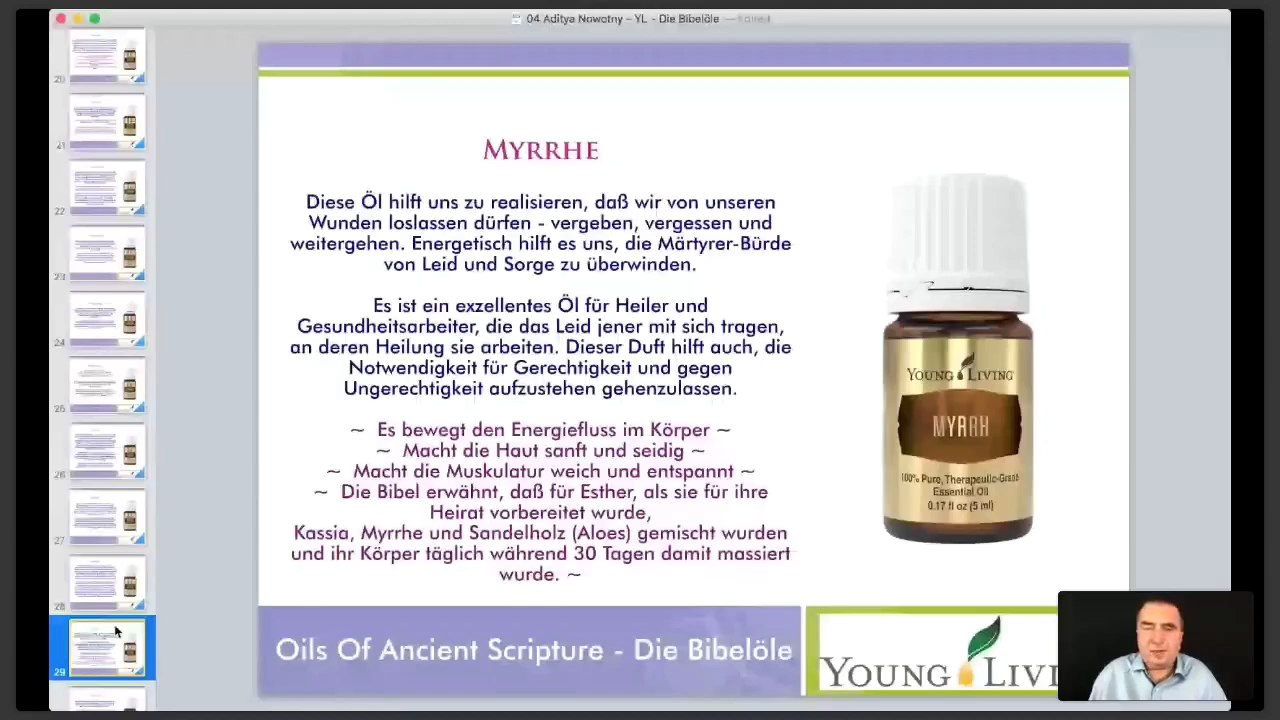 04 Aditya Nowotny – YL - Die Bibelöle
20
21
22
23
24
26
27
28
29
MYRRHE
Diese Öl hilft uns zu realisieren, daß wir von unseren
Wunden loslassen dürfen - vergeben, vergessen und
weitergehen. Energetisch hilft es uns, die Märtyrer-Bürde
von Leid und Sorge zu überwinden.
Es ist ein exzellentes Öl für Heiler und
Gesundheitsarbeiter, die das Leid jener mit sich tragen,
an deren Heilung sie arbeiten. Dieser Duft hilft auch, die
Notwendigkeit für Gerechtigkeit und gegen
Ungerechtigkeit aufzustehen gehenzulassen.
~ Es bewegt den Energiefluss im Körper ~
~ Macht die Haut sanft und seidig ~
~ Macht die Muskulatur weich und entspannt ~
~ Die Bibel erwähnt, daß für Esther, als sie für ihre
Heirat vorbereitet wurde,
Kassia, Myrrhe und Sandelholz (Aloes) gemischt wurden
und ihr Körper täglich während 30 Tagen damit massiert
wurde. ~
YOUNG LIVING
MYRRH
100% Pure, Therapeutic-Grade
Essential Oil
0.17 fl oz (5 ml)
Oils of Ancient Scripture - Die Bibelöle
YOUNG LIVI